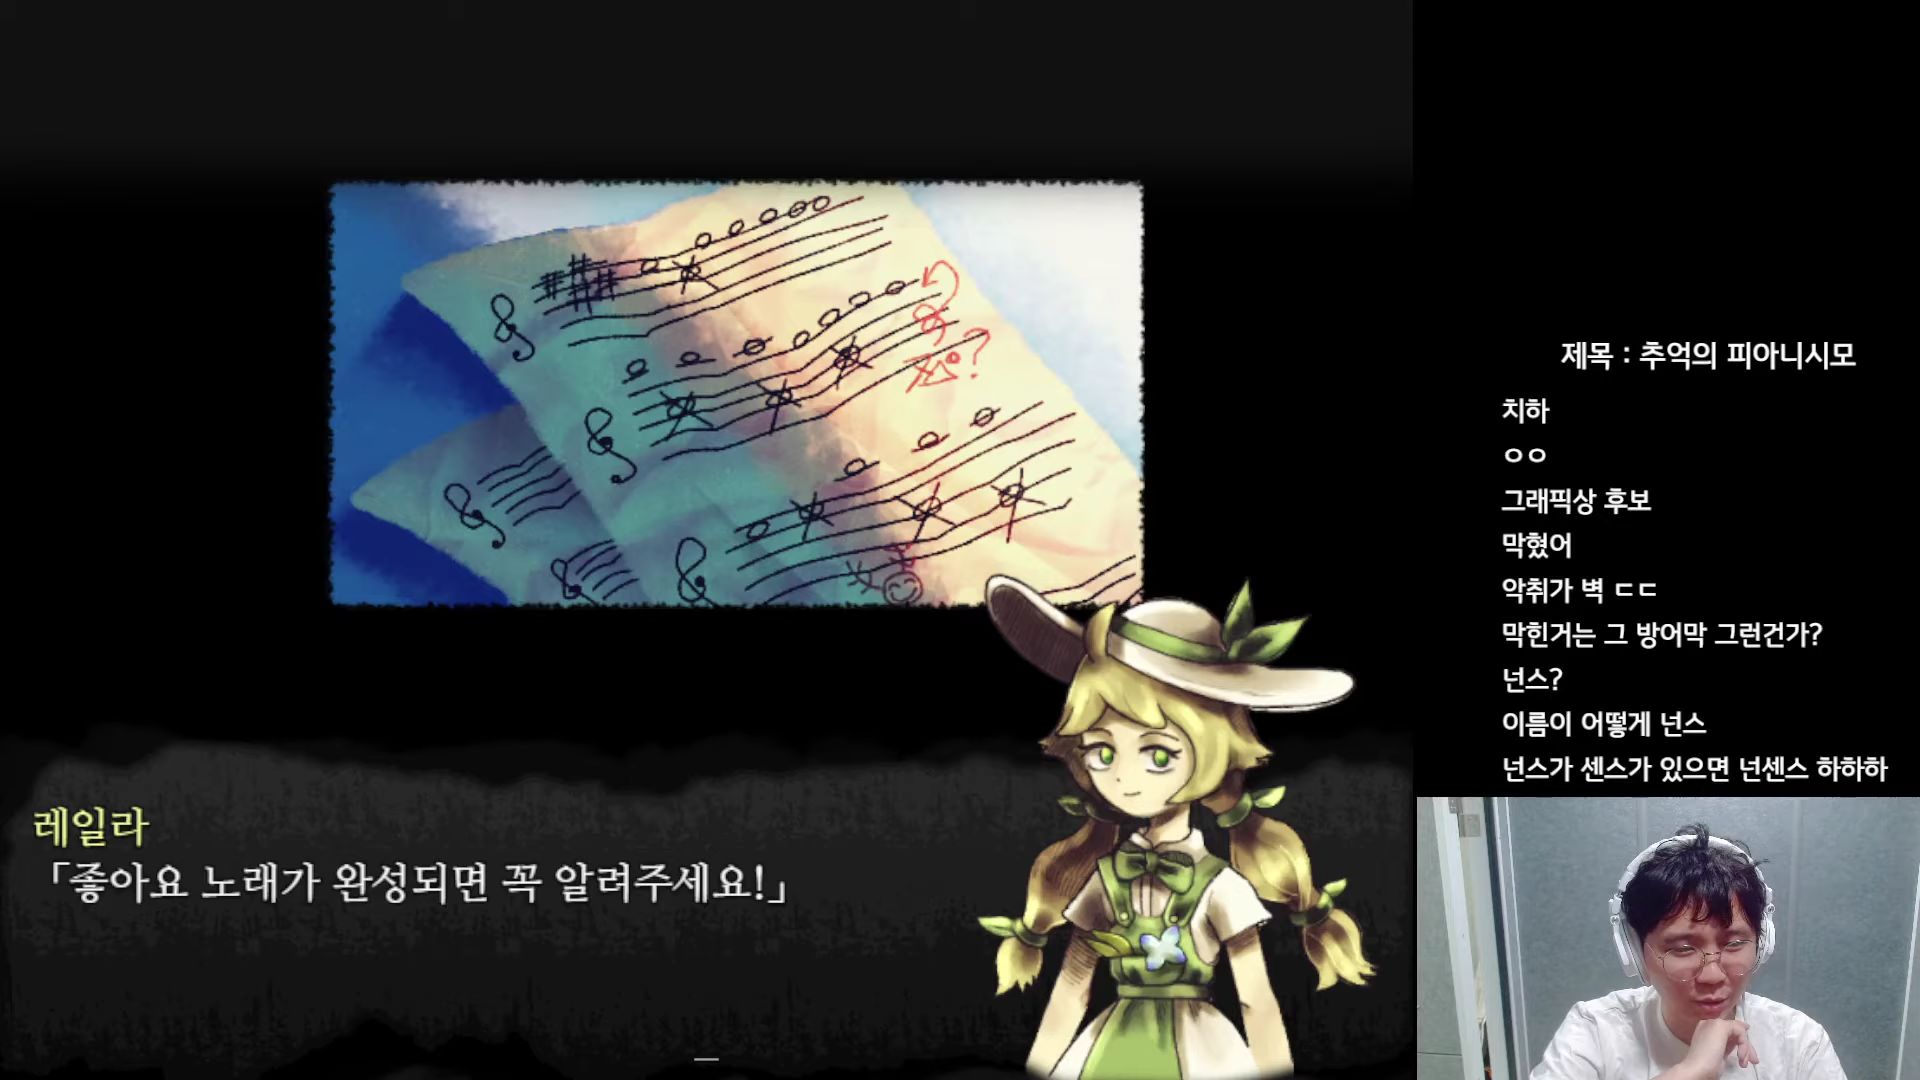 레일라
「좋아요 노래가 완성되면 꼭 알려주세요!」
제목 : 추억의 피아니시모
치하
ㅇㅇ
그래픽상 후보
막혔어
악취가 벽 ㄷㄷ
막힌거는 그 방어막 그런건가?
넌스?
이름이 어떻게 넌스
넌스가 센스가 있으면 넌센스 하하하